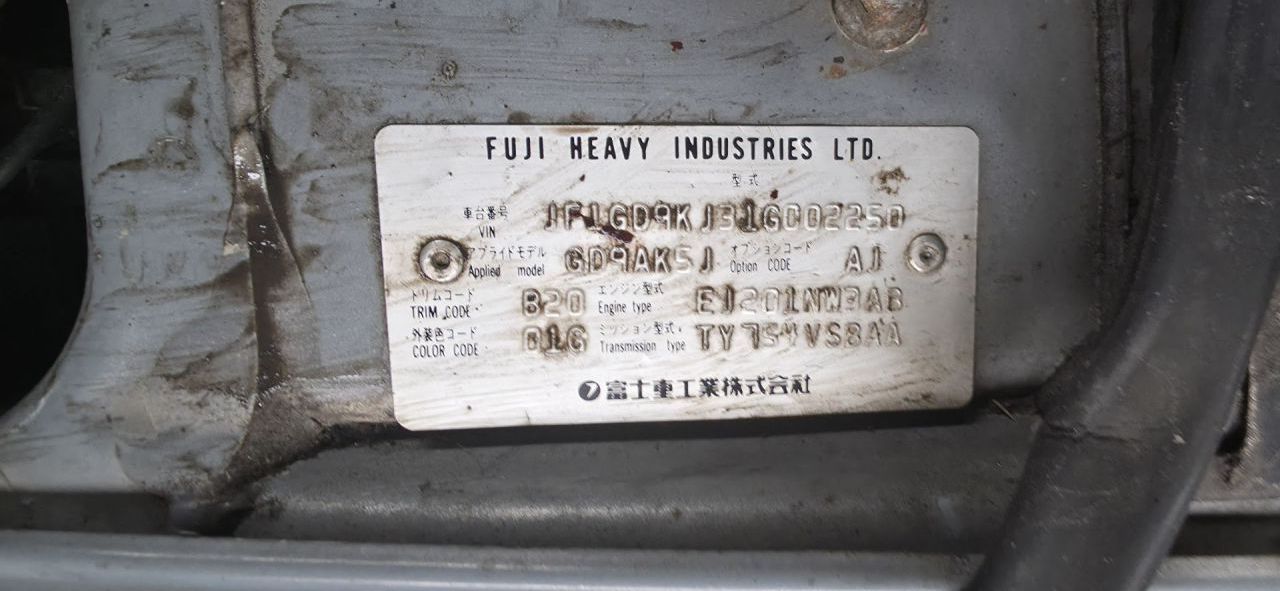 FUJI HEAVY INDUSTRIES LTD.
型式
車台番号 VIN JF1GD9KJ31G002250
アプライドモデル Applied model GD9AK5J オプションコード Option CODE AJ
トリムコード TRIM CODE B20 エンジン型式 Engine type EJ201NW3AB
外装色コード COLOR CODE 01G ミッション型式 Transmission type TY754VSBAA
富士重工業株式会社